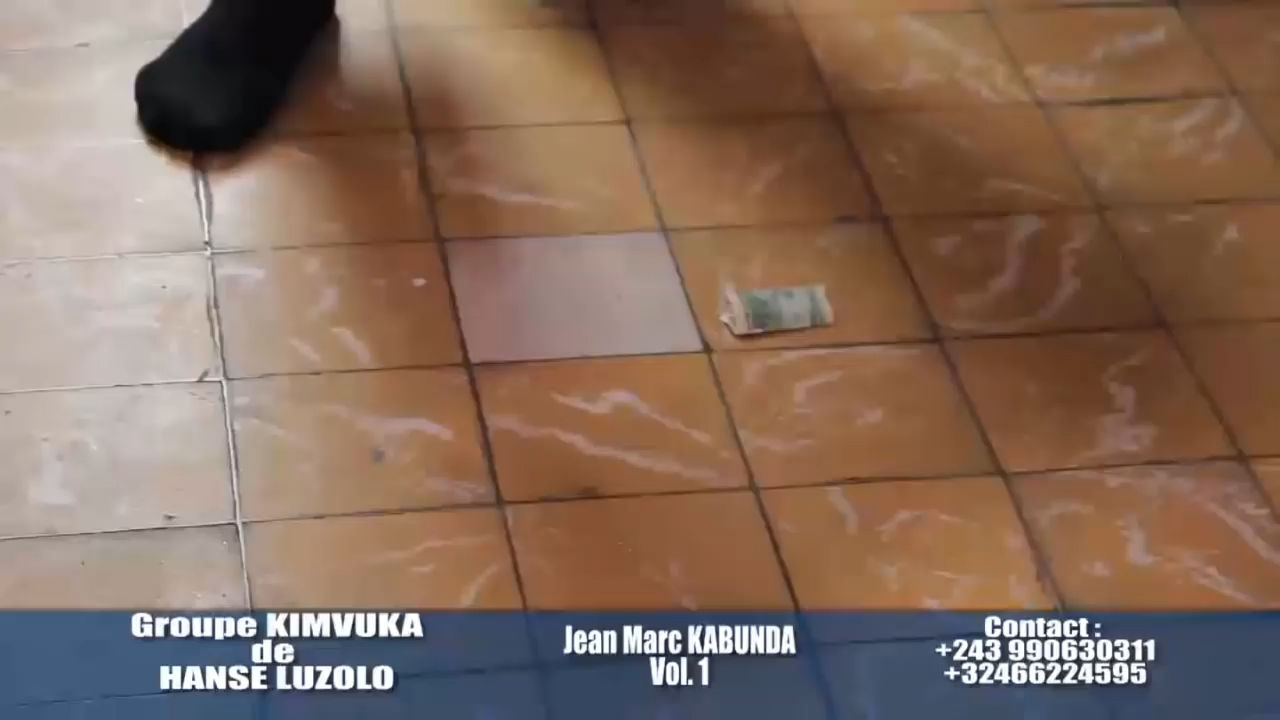 Groupe KIMVUKA
de
HANSE LUZOLO
Jean Marc KABUNDA
Vol. 1
Contact :
+243 990630311
+32466224595